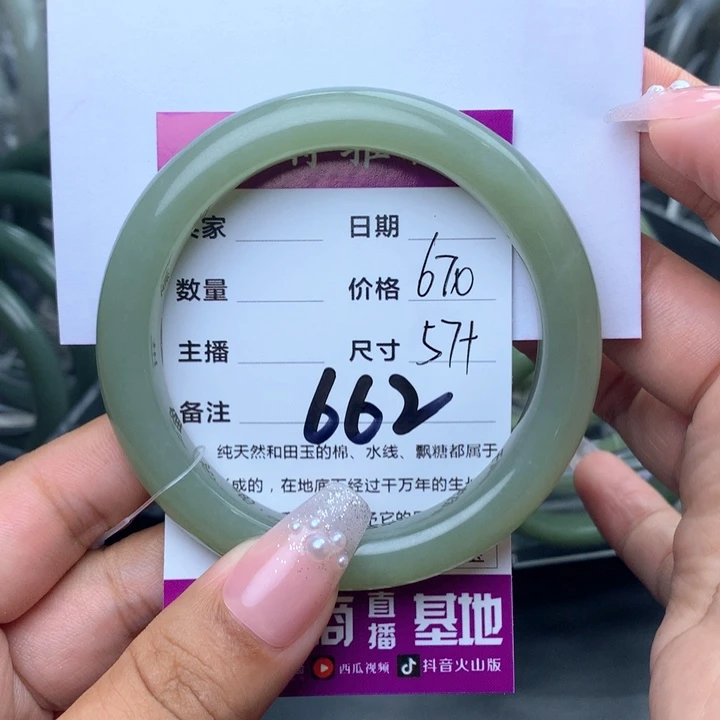 家 日期
数量 价格 670
主播 尺寸 57+
备注 662
纯天然和田玉的棉、水线、飘糖都属于
成的，在地底下经过千万年的生
它的
商直播基地
西瓜视频 抖音火山版